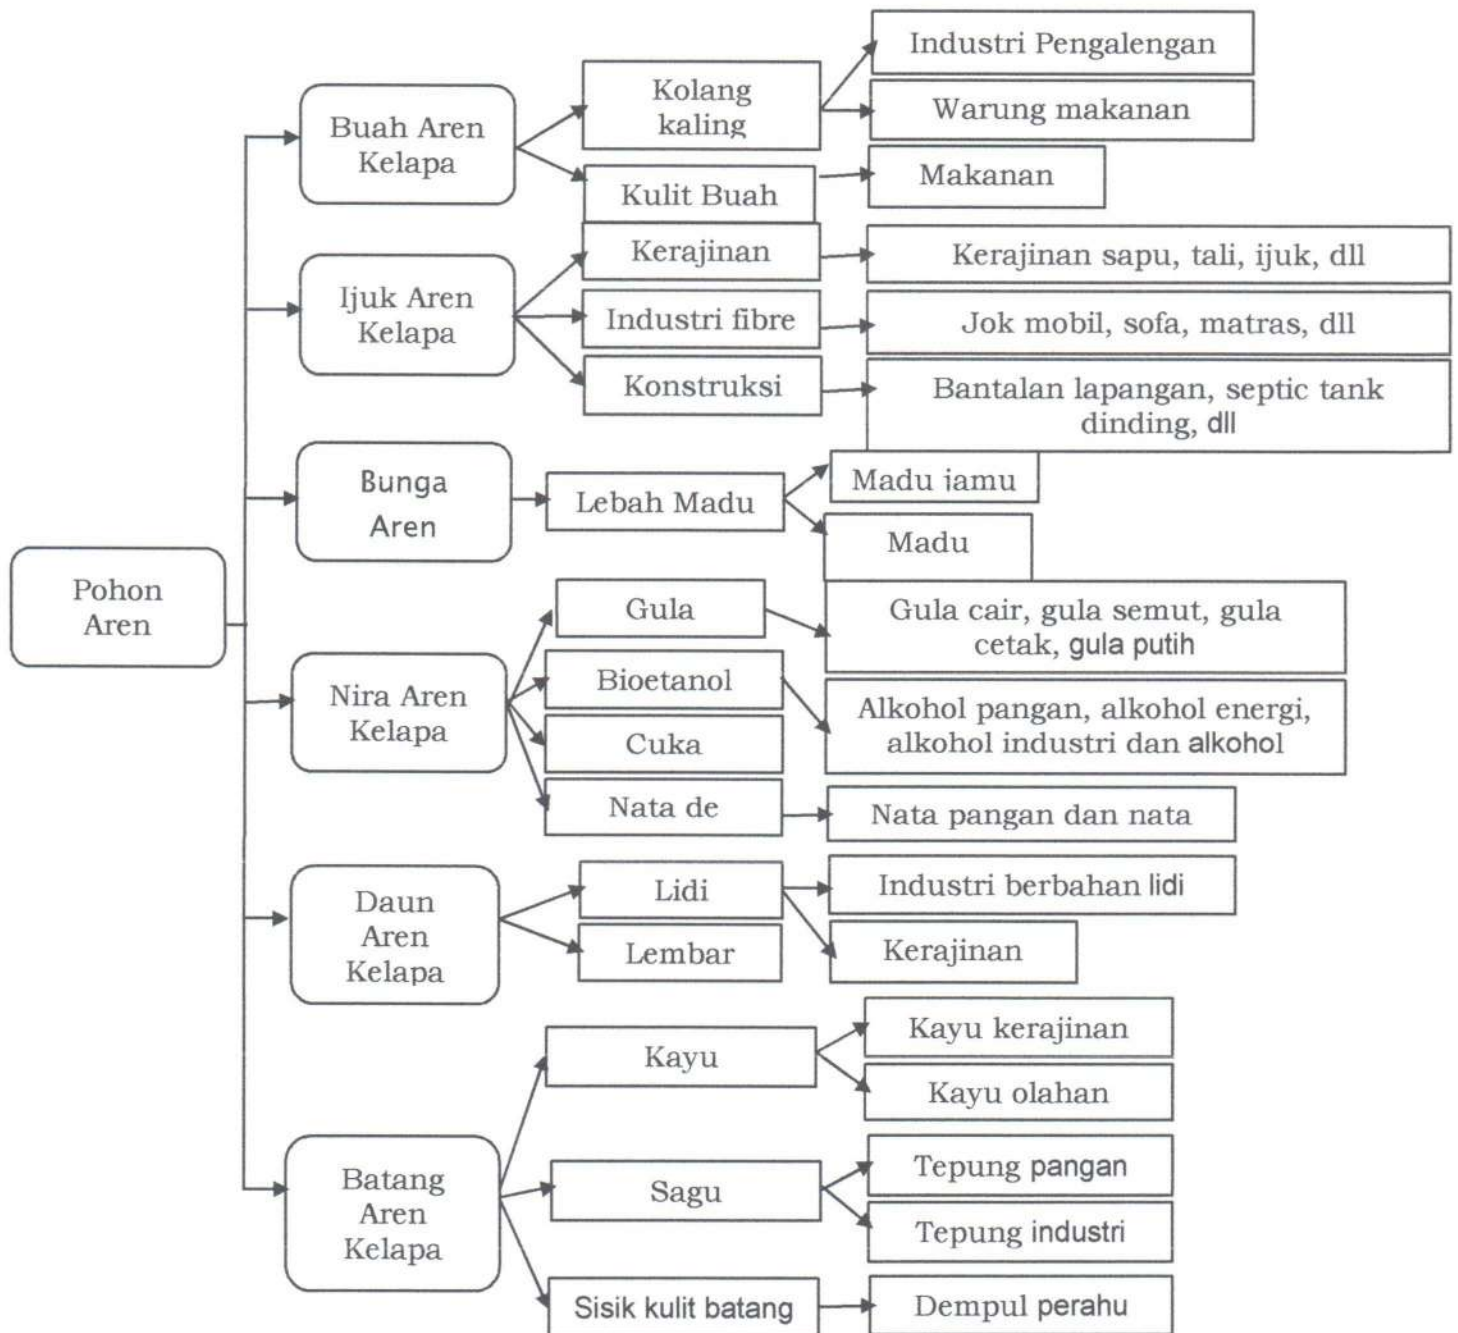 Pohon
Aren
Buah Aren
Kelapa
Kolang
kaling
Industri Pengalengan
Warung makanan
Kulit Buah
Makanan
Ijuk Aren
Kelapa
Kerajinan
Kerajinan sapu, tali, ijuk, dll
Industri fibre
Jok mobil, sofa, matras, dll
Konstruksi
Bantalan lapangan, septic tank
dinding, dll
Bunga
Aren
Lebah Madu
Madu jamu
Madu
Nira Aren
Kelapa
Gula
Gula cair, gula semut, gula
cetak, gula putih
Bioetanol
Alkohol pangan, alkohol energi,
alkohol industri dan alkohol
Cuka
Nata de
Nata pangan dan nata
Daun
Aren
Kelapa
Lidi
Industri berbahan lidi
Kerajinan
Lembar
Batang
Aren
Kelapa
Kayu
Kayu kerajinan
Kayu olahan
Sagu
Tepung pangan
Tepung industri
Sisik kulit batang
Dempul perahu